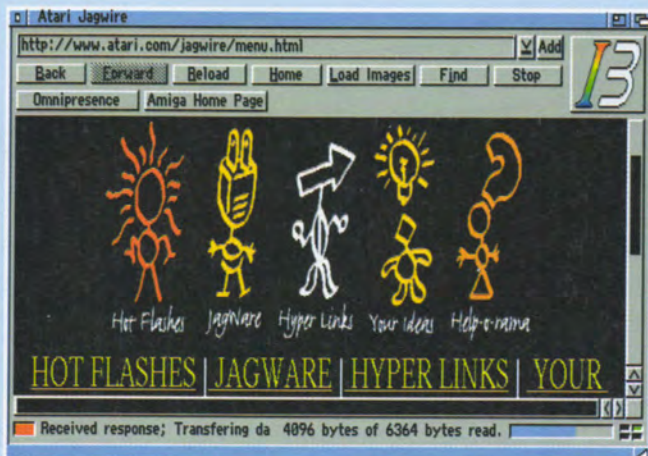 Atari Jagwire
http://www.atari.com/jagwire/menu.html
Add
Back Forward Reload Home Load Images Find Stop
Omnipresence Amiga Home Page
Hot Flashes JagWare Hyper Links Your Ideas Help-o-rama
HOT FLASHES JAGWARE HYPER LINKS YOUR
Received response; Transfering da 4096 bytes of 6364 bytes read.